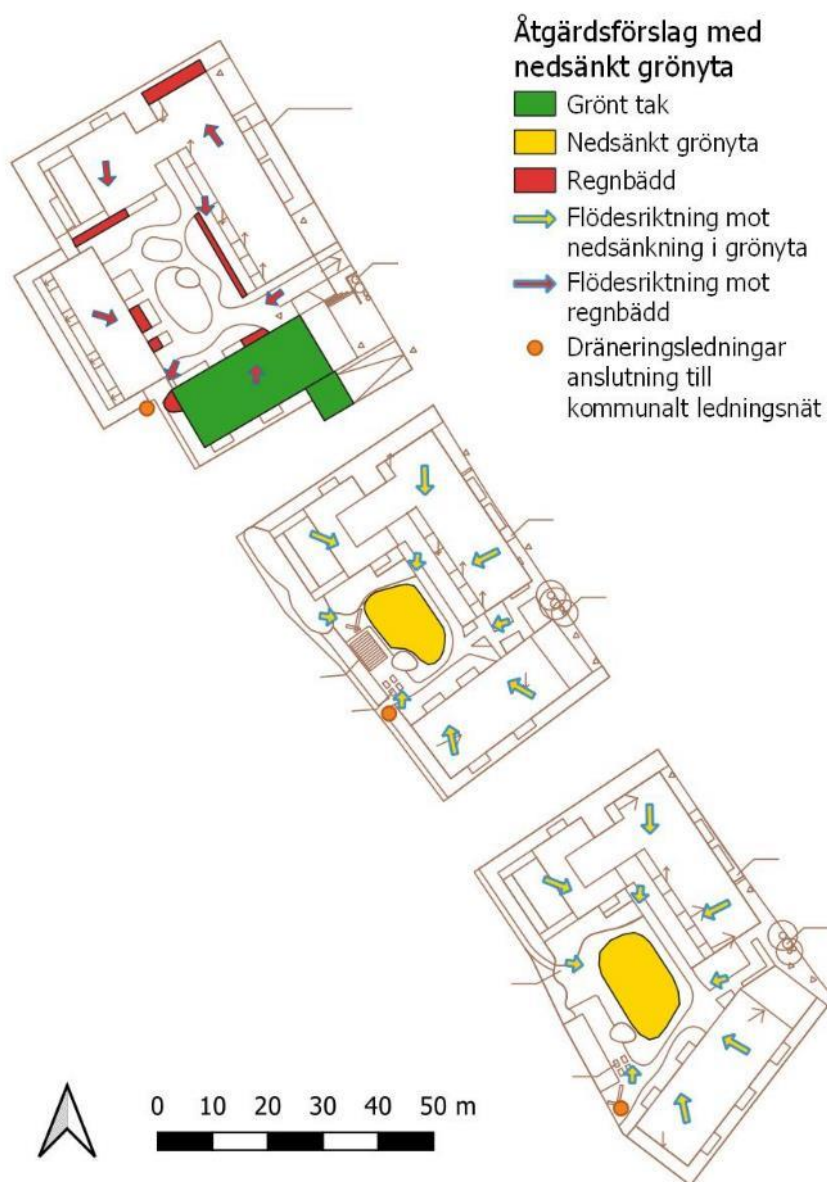 Åtgärdsförslag med
nedsänkt grönyta
Grönt tak
Nedsänkt grönyta
Regnbädd
Flödesriktning mot
nedsänkning i grönyta
Flödesriktning mot
regnbädd
Dräneringsledningar
anslutning till
kommunalt ledningsnät
0 10 20 30 40 50 m